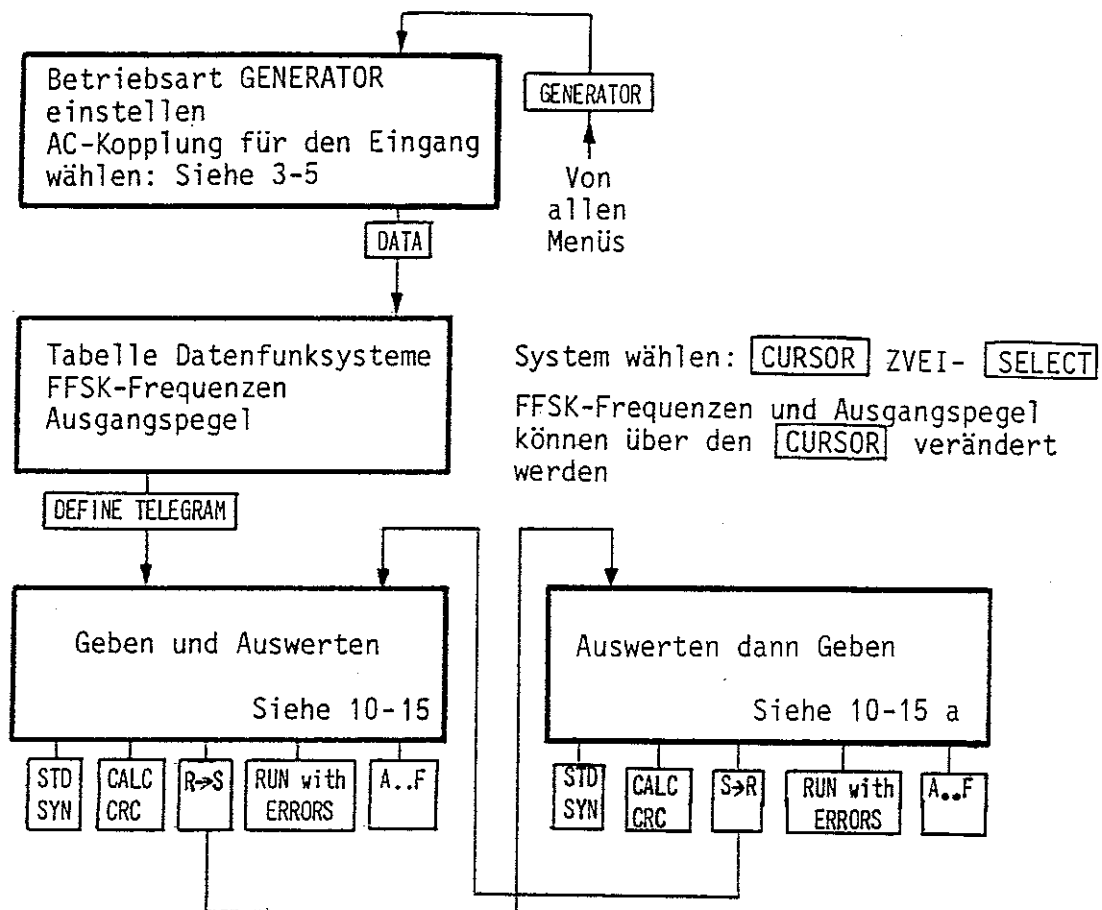 Betriebsart GENERATOR
einstellen
AC-Kopplung für den Eingang
wählen: Siehe 3-5
GENERATOR
Von
allen
Menüs
DATA
Tabelle Datenfunksysteme
FFSK-Frequenzen
Ausgangspegel
System wählen: CURSOR ZVEI- SELECT
FFSK-Frequenzen und Ausgangspegel
können über den CURSOR verändert
werden
DEFINE TELEGRAM
Geben und Auswerten
Siehe 10-15
STD
SYN
CALC
CRC
R→S
RUN with
ERRORS
A..F
Auswerten dann Geben
Siehe 10-15 a
STD
SYN
CALC
CRC
S→R
RUN with
ERRORS
A..F